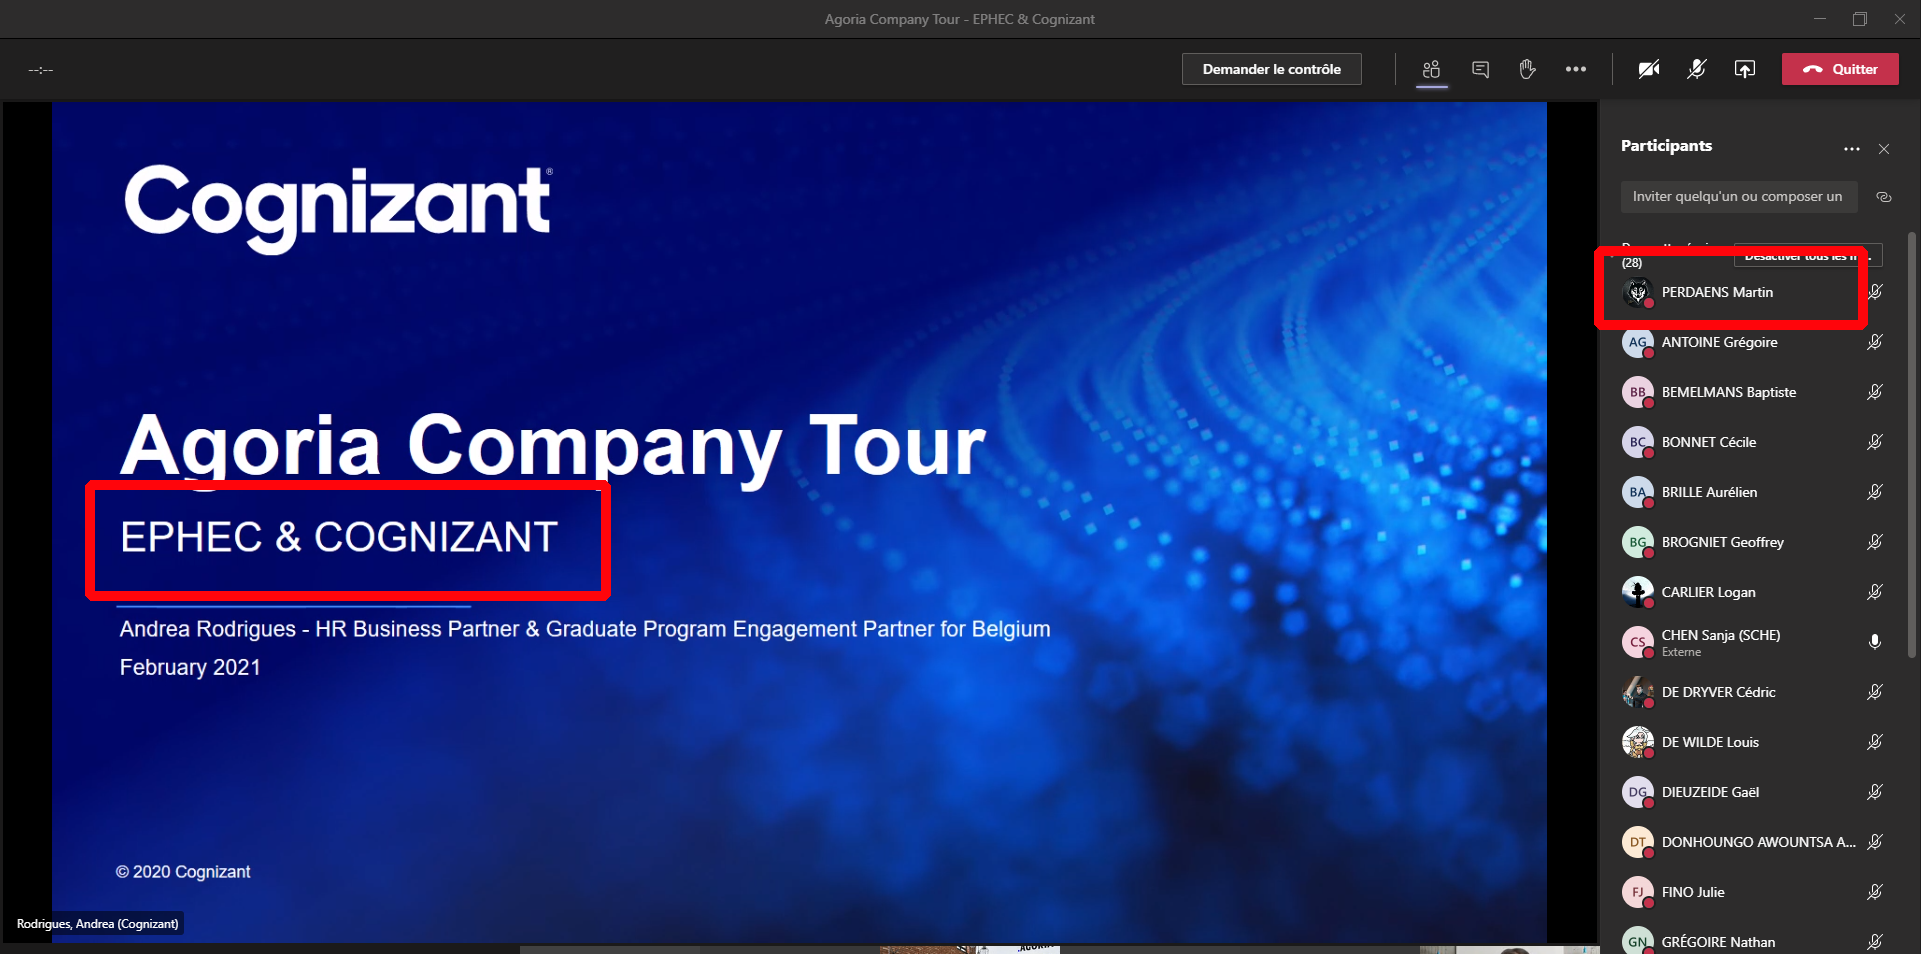 Agoria Company Tour - EPHEC & Cognizant
--:--
Demander le contrôle
Quitter
Cognizant®
Agoria Company Tour
EPHEC & COGNIZANT
Andrea Rodrigues - HR Business Partner & Graduate Program Engagement Partner for Belgium
February 2021
© 2020 Cognizant
Rodrigues, Andrea (Cognizant)
AGORIA
Participants
Inviter quelqu'un ou composer un
(28)
Désactiver tous les m...
PERDAENS Martin
AG ANTOINE Grégoire
BB BEMELMANS Baptiste
BC BONNET Cécile
BA BRILLE Aurélien
BG BROGNIET Geoffrey
CARLIER Logan
CS CHEN Sanja (SCHE)
Externe
DE DRYVER Cédric
DE WILDE Louis
DG DIEUZEIDE Gaël
DT DONHOUNGO AWOUNTSA A...
FJ FINO Julie
GN GRÉGOIRE Nathan